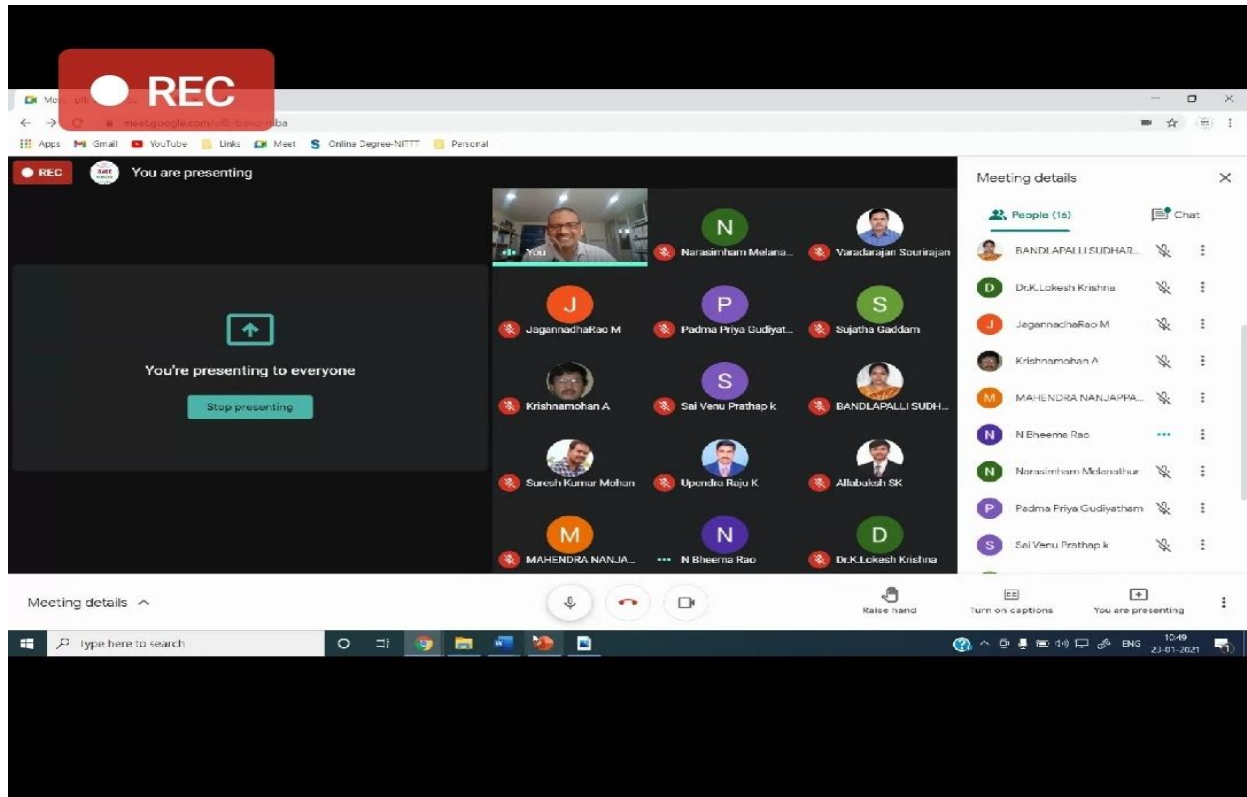 REC
meet.google.com/
Apps Gmail YouTube Links Meet Online Degree-NITTT Personal
REC You are presenting
You're presenting to everyone
Stop presenting
You Narasimham Melana... Varadarajan Sourirajan
JagannadhaRao M Padma Priya Gudiyat... Sujatha Gaddam
Krishnamohan A Sai Venu Prathap k BANDLAPALLI SUDH...
Suresh Kumar Mohan Upendra Raju K Allabaksh SK
MAHENDRA NANJA... N Bheema Rao Dr.K.Lokesh Krishna
N
J P S
S
M N D
Meeting details
People (16) Chat
BANDLAPALLI SUDHAR...
D Dr.K.Lokesh Krishna
J JagannadhaRao M
Krishnamohan A
M MAHENDRA NANJAPPA...
N N Bheema Rao
N Narasimham Melanathur
P Padma Priya Gudiyatham
S Sai Venu Prathap k
Meeting details Raise hand Turn on captions You are presenting
Type here to search ENG 10:49
23-01-2021